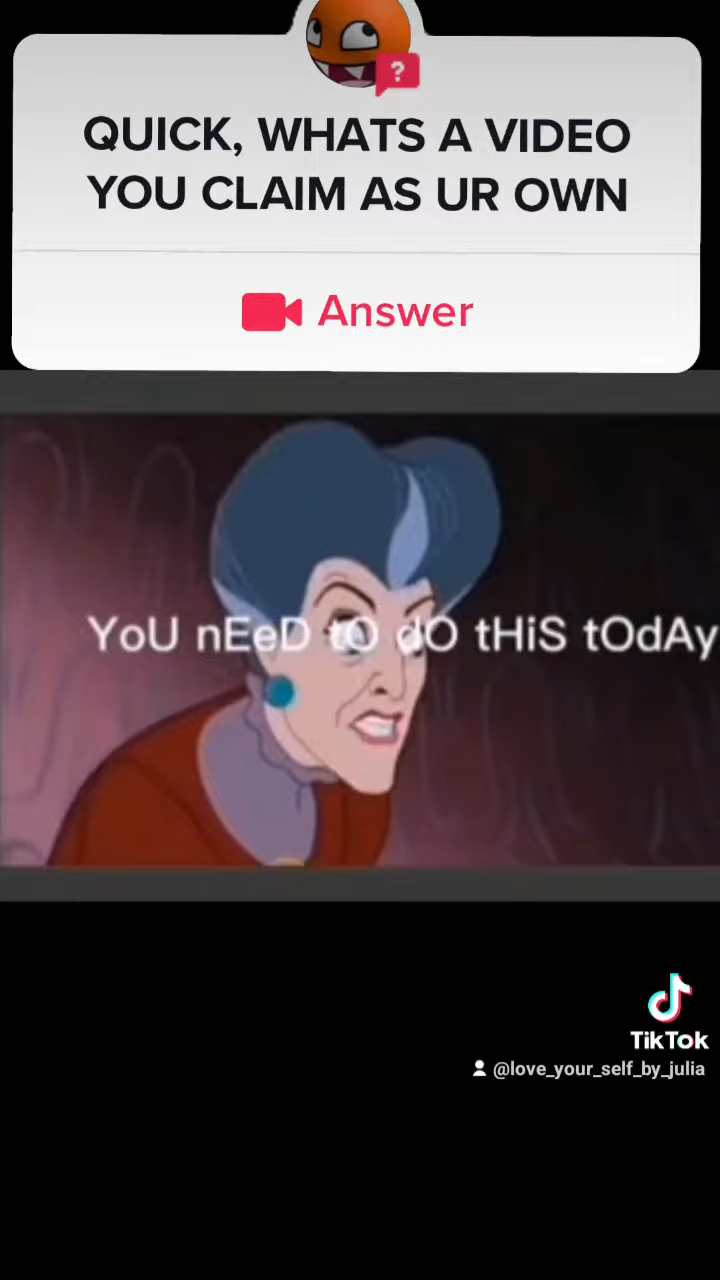 ?
QUICK, WHATS A VIDEO
YOU CLAIM AS UR OWN
Answer
YoU nEeD tO dO tHiS tOdAy
TikTok
@love_your_self_by_julia